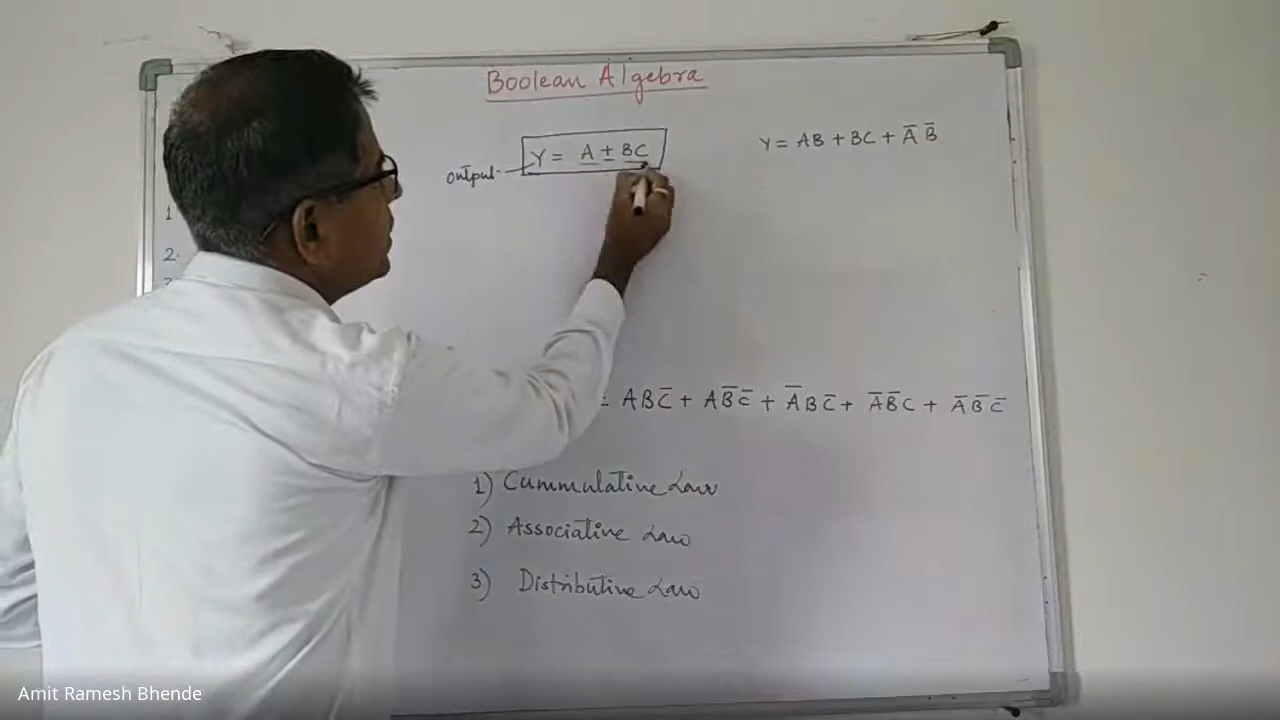 Boolean Algebra
Y = A + BC
Y = AB + BC + A̅ B̅
output
1
2.
= ABC̅ + AB̅C̅ + A̅BC̅ + A̅B̅C + A̅B̅C̅
1) Cummulative Law
2) Associative Law
3) Distributive Law
Amit Ramesh Bhende